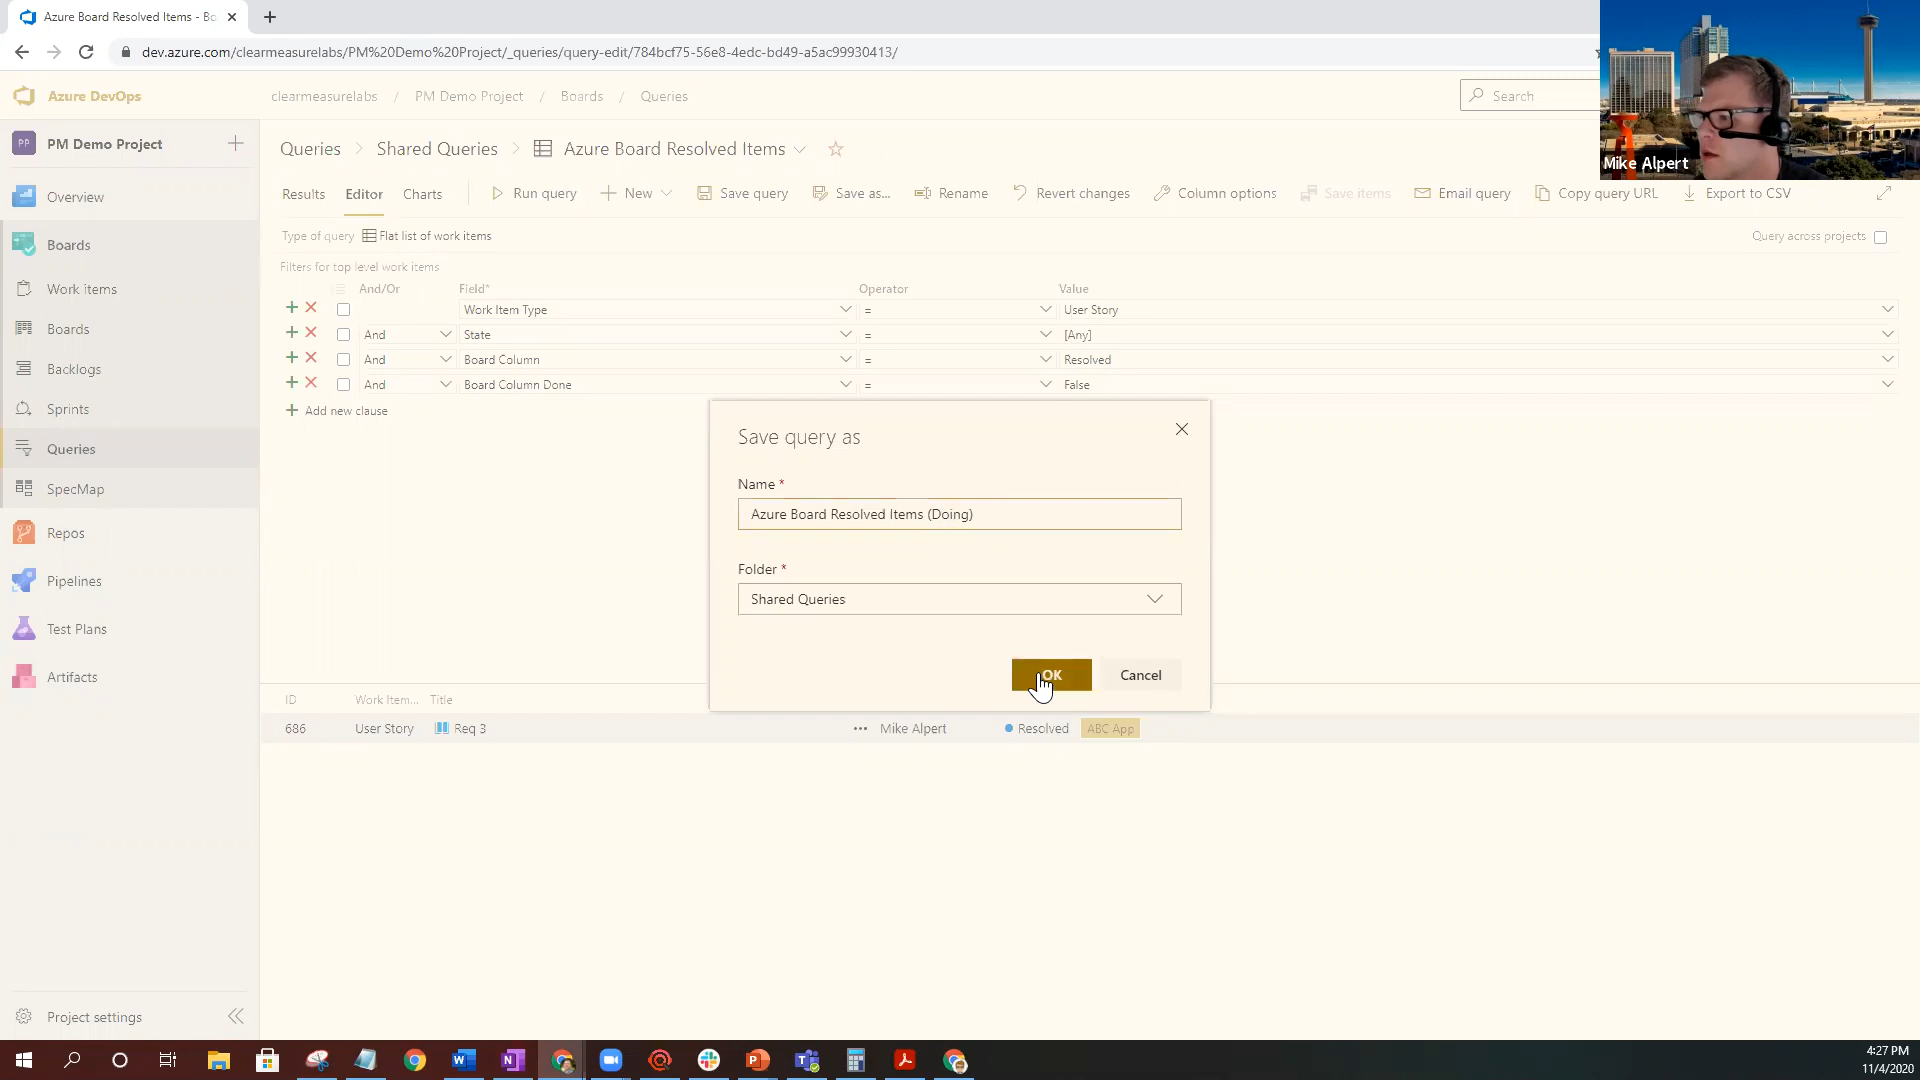 Azure Board Resolved Items - Bo
dev.azure.com/clearmeasurelabs/PM%20Demo%20Project/_queries/query-edit/784bcf75-56e8-4edc-bd49-a5ac99930413/
Azure DevOps
clearmeasurelabs / PM Demo Project / Boards / Queries
Search
PP PM Demo Project
Queries > Shared Queries > Azure Board Resolved Items
Mike Alpert
Results Editor Charts Run query New Save query Save as... Rename Revert changes Column options Save items Email query Copy query URL Export to CSV
Overview
Type of query Flat list of work items
Query across projects
Boards
Filters for top level work items
And/Or Field* Operator Value
Work items
Work Item Type = User Story
Boards
And State = [Any]
And Board Column = Resolved
Backlogs
And Board Column Done = False
Sprints
Add new clause
Queries
Save query as
SpecMap
Name *
Azure Board Resolved Items (Doing)
Repos
Folder *
Pipelines
Shared Queries
Test Plans
Artifacts
OK Cancel
ID Work Item... Title
686 User Story Req 3 ... Mike Alpert Resolved ABC App
Project settings
4:27 PM
11/4/2020